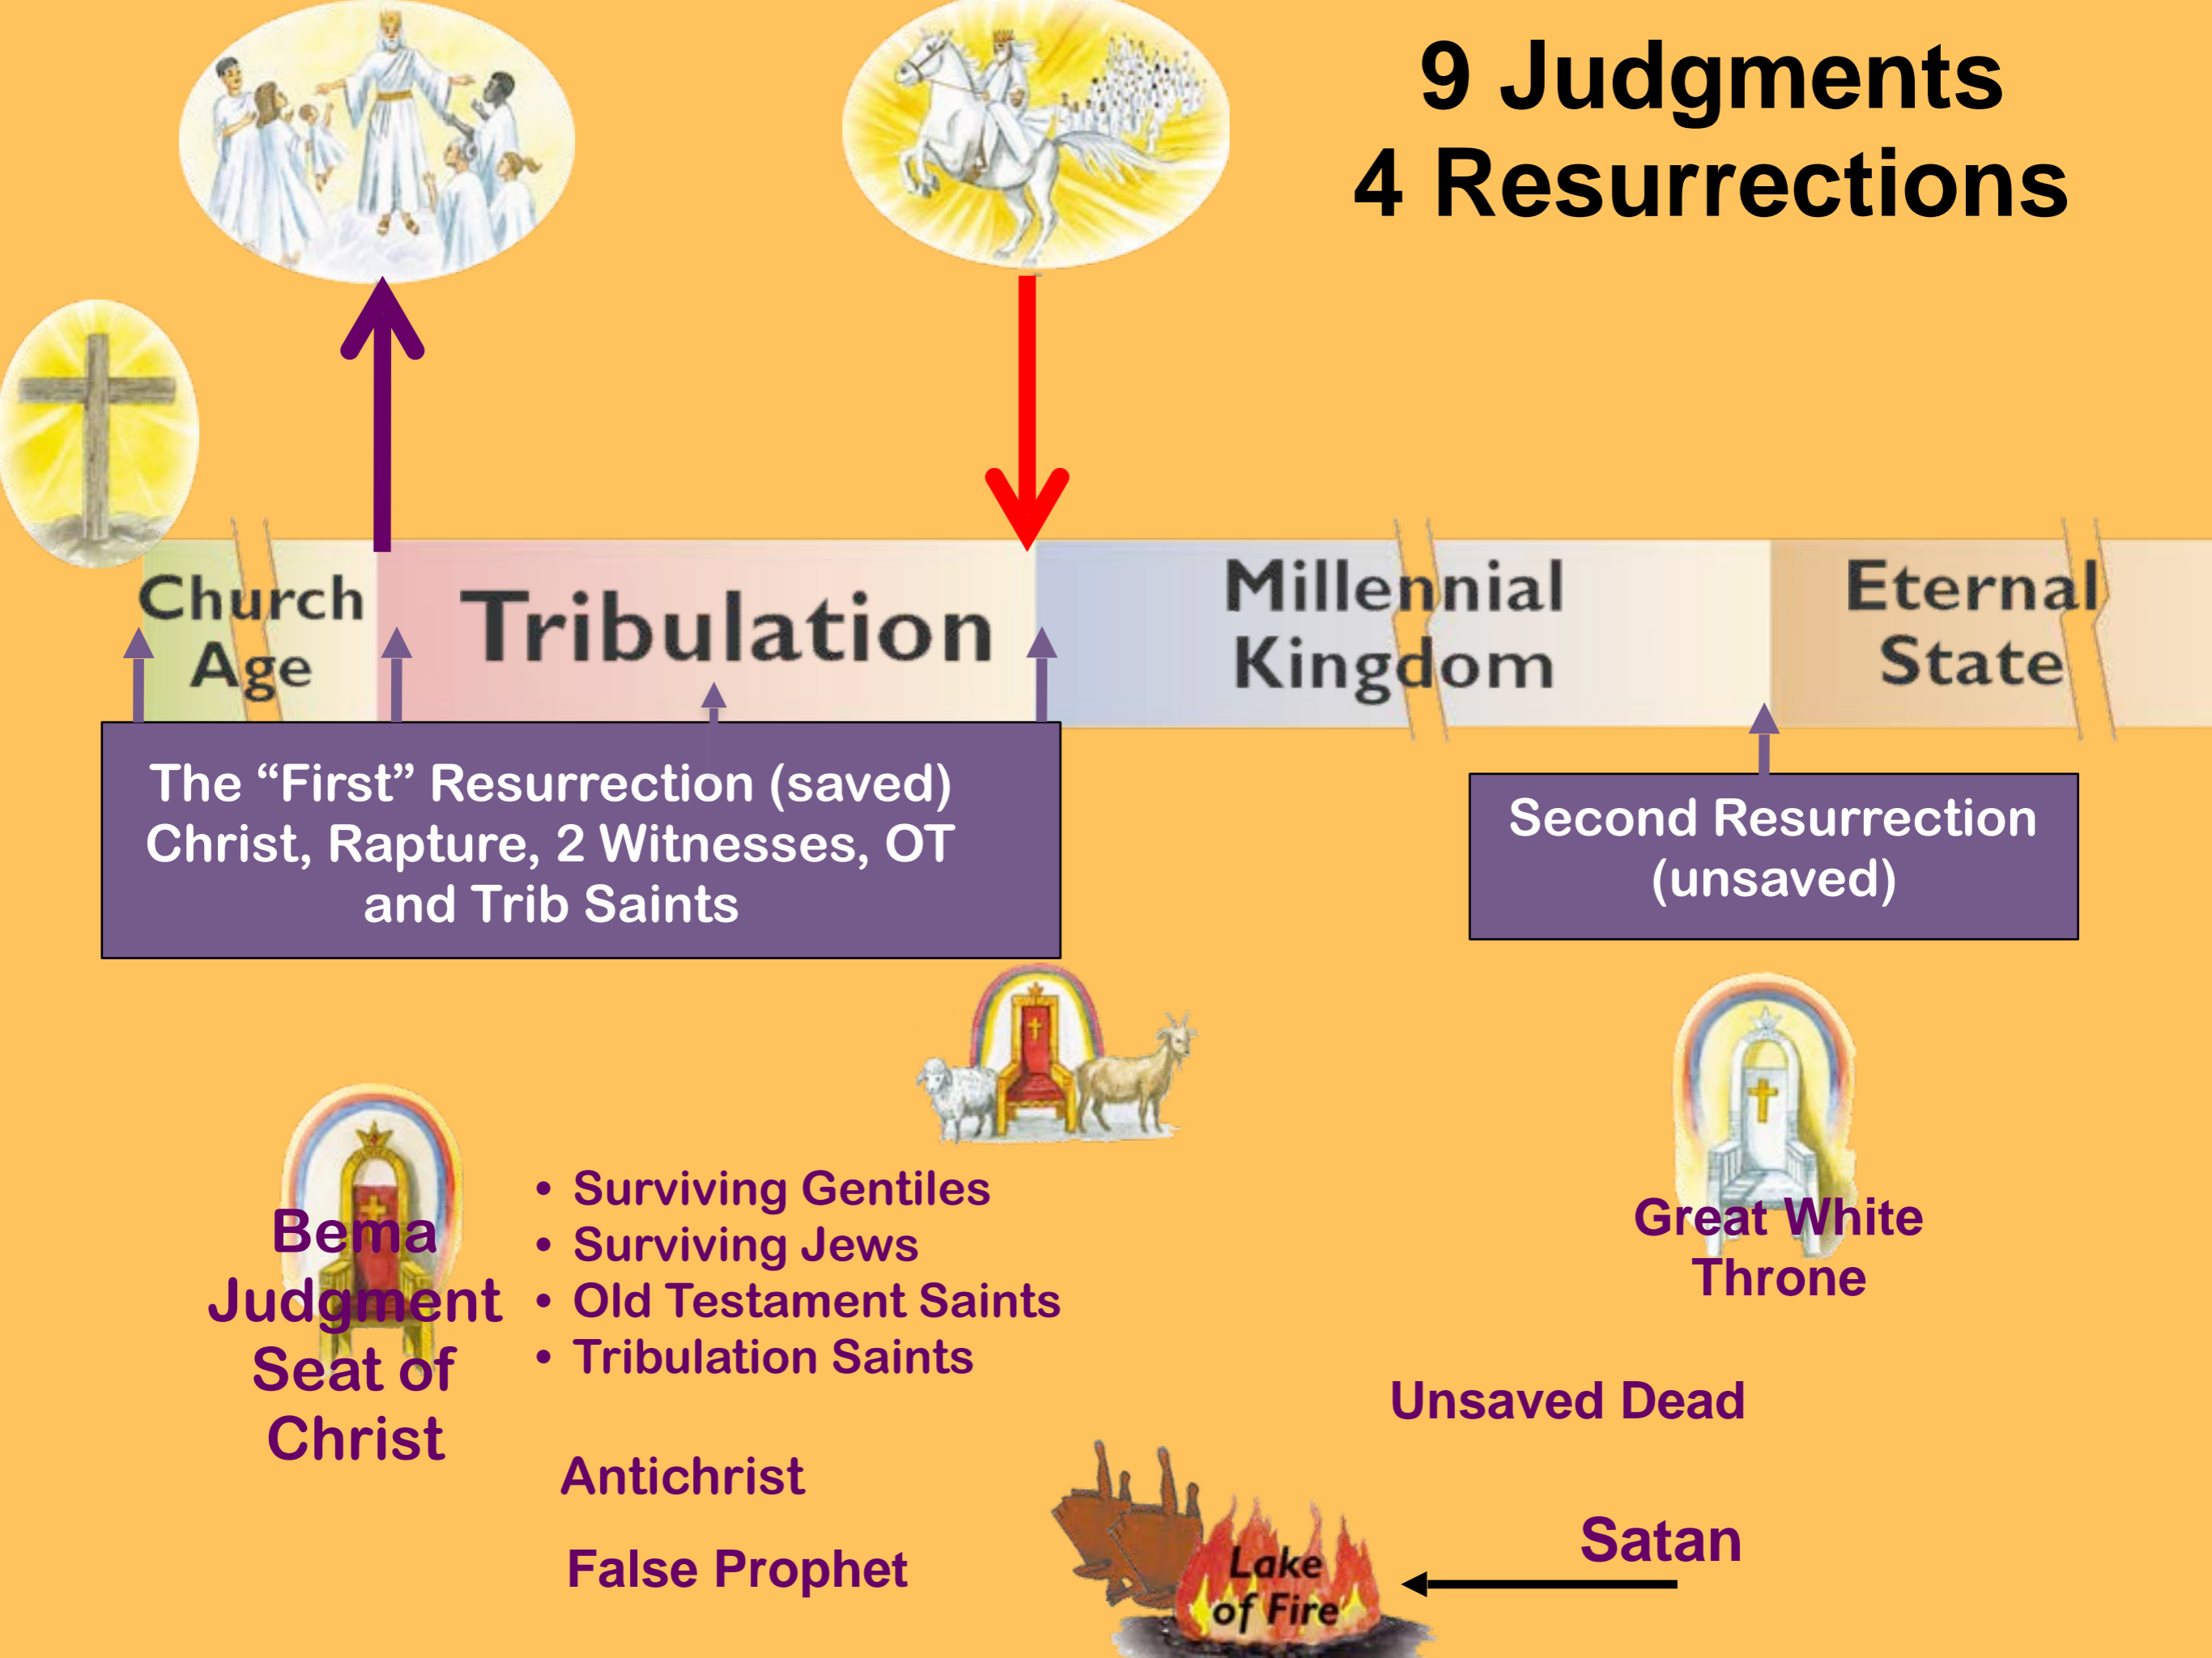 9 Judgments
4 Resurrections
Church
Age
Tribulation
Millennial
Kingdom
Eternal
State
The “First” Resurrection (saved)
Christ, Rapture, 2 Witnesses, OT
and Trib Saints
Second Resurrection
(unsaved)
Bema
Judgment
Seat of
Christ
• Surviving Gentiles
• Surviving Jews
• Old Testament Saints
• Tribulation Saints
Antichrist
False Prophet
Great White
Throne
Unsaved Dead
Satan
Lake
of Fire